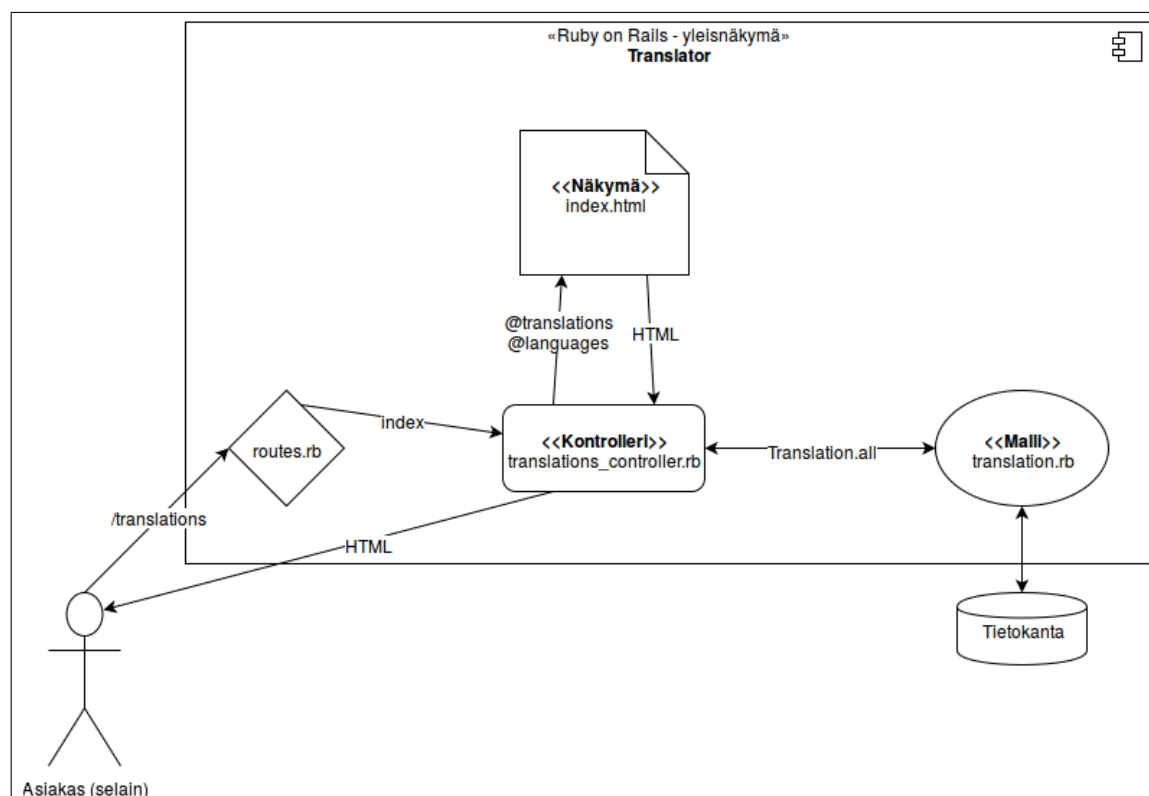 «Ruby on Rails - yleisnäkymä»
Translator
<<Näkymä>>
index.html
@translations
@languages
HTML
routes.rb
index
<<Kontrolleri>>
translations_controller.rb
Translation.all
<<Malli>>
translation.rb
/translations
HTML
Tietokanta
Asiakas (selain)